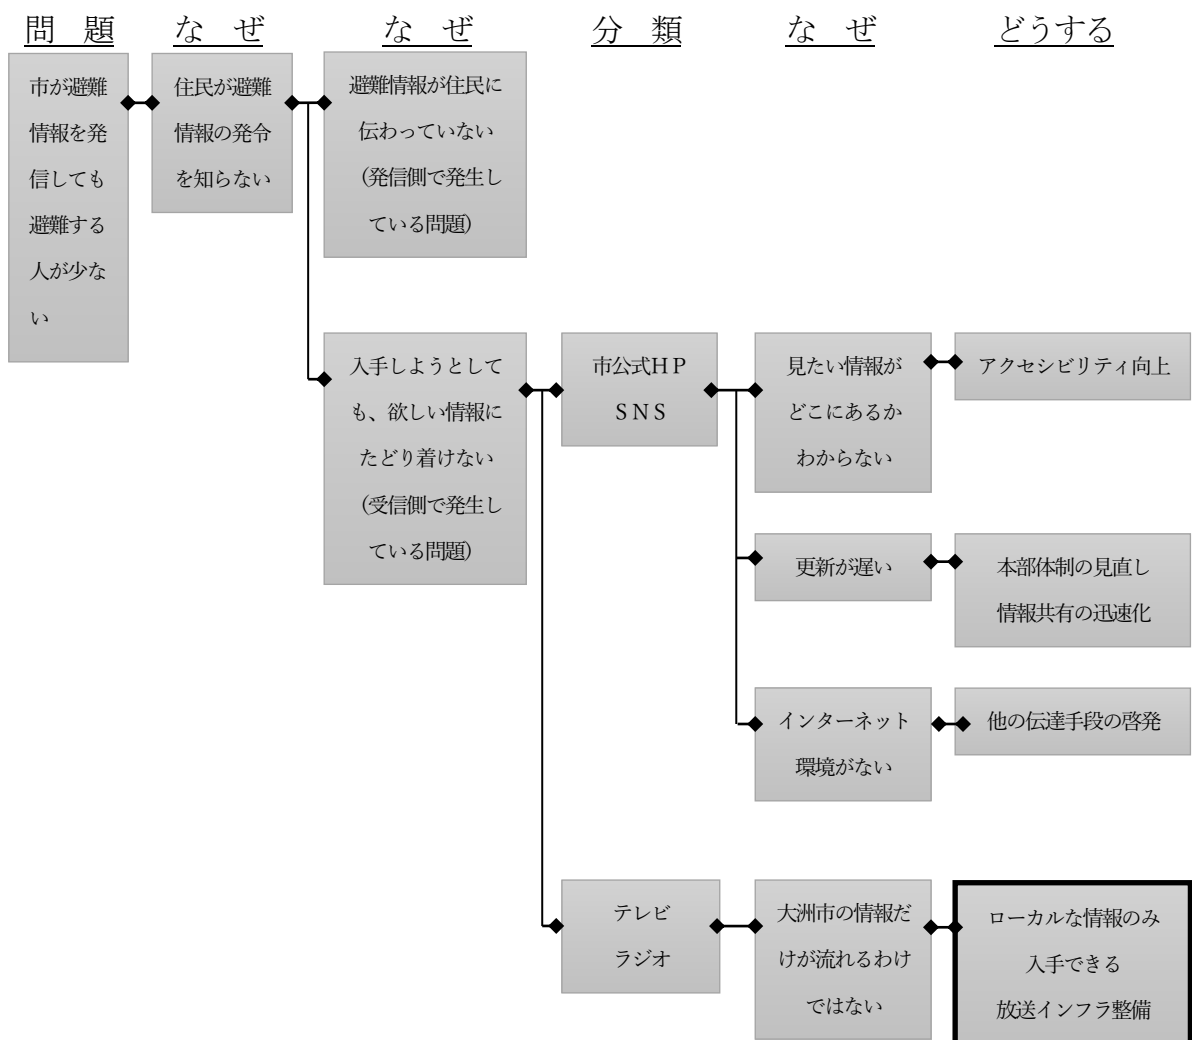 問　題
な　ぜ
な　ぜ
分　類
な　ぜ
どうする
市が避難
情報を発
信しても
避難する
人が少な
い
住民が避難
情報の発令
を知らない
避難情報が住民に
伝わっていない
（発信側で発生し
ている問題）
入手しようとして
も、欲しい情報に
たどり着けない
（受信側で発生し
ている問題）
市公式ＨＰ
ＳＮＳ
見たい情報が
どこにあるか
わからない
アクセシビリティ向上
更新が遅い
本部体制の見直し
情報共有の迅速化
インターネット
環境がない
他の伝達手段の啓発
テレビ
ラジオ
大洲市の情報だ
けが流れるわけ
ではない
ローカルな情報のみ
入手できる
放送インフラ整備